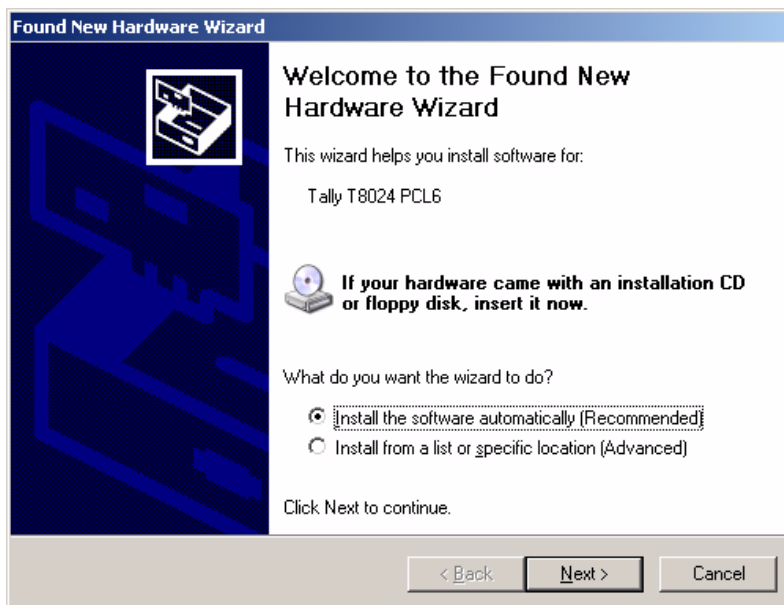 Found New Hardware Wizard
Welcome to the Found New
Hardware Wizard
This wizard helps you install software for:
Tally T8024 PCL6
If your hardware came with an installation CD
or floppy disk, insert it now.
What do you want the wizard to do?
Install the software automatically (Recommended)
Install from a list or specific location (Advanced)
Click Next to continue.
< Back
Next >
Cancel